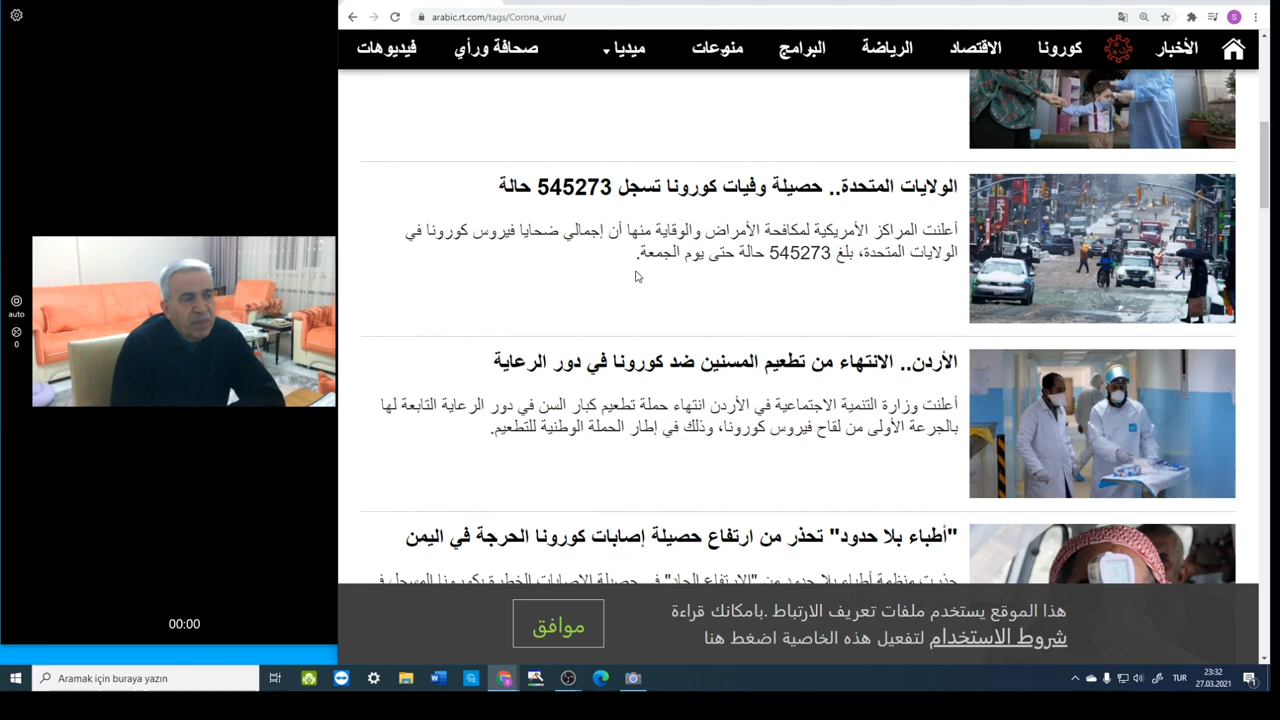 arabic.rt.com/tags/Corona_virus/
الأخبار
كورونا
الاقتصاد
الرياضة
البرامج
منوعات
ميديا
صحافة ورأي
فيديوهات
الولايات المتحدة.. حصيلة وفيات كورونا تسجل 545273 حالة
أعلنت المراكز الأمريكية لمكافحة الأمراض والوقاية منها أن إجمالي ضحايا فيروس كورونا في
الولايات المتحدة، بلغ 545273 حالة حتى يوم الجمعة.
الأردن.. الانتهاء من تطعيم المسنين ضد كورونا في دور الرعاية
أعلنت وزارة التنمية الاجتماعية في الأردن انتهاء حملة تطعيم كبار السن في دور الرعاية التابعة لها
بالجرعة الأولى من لقاح فيروس كورونا، وذلك في إطار الحملة الوطنية للتطعيم.
"أطباء بلا حدود" تحذر من ارتفاع حصيلة إصابات كورونا الحرجة في اليمن
هذا الموقع يستخدم ملفات تعريف الارتباط .بامكانك قراءة
شروط الاستخدام لتفعيل هذه الخاصية اضغط هنا
موافق
auto
0
00:00
Aramak için buraya yazın
TUR
23:32
27.03.2021